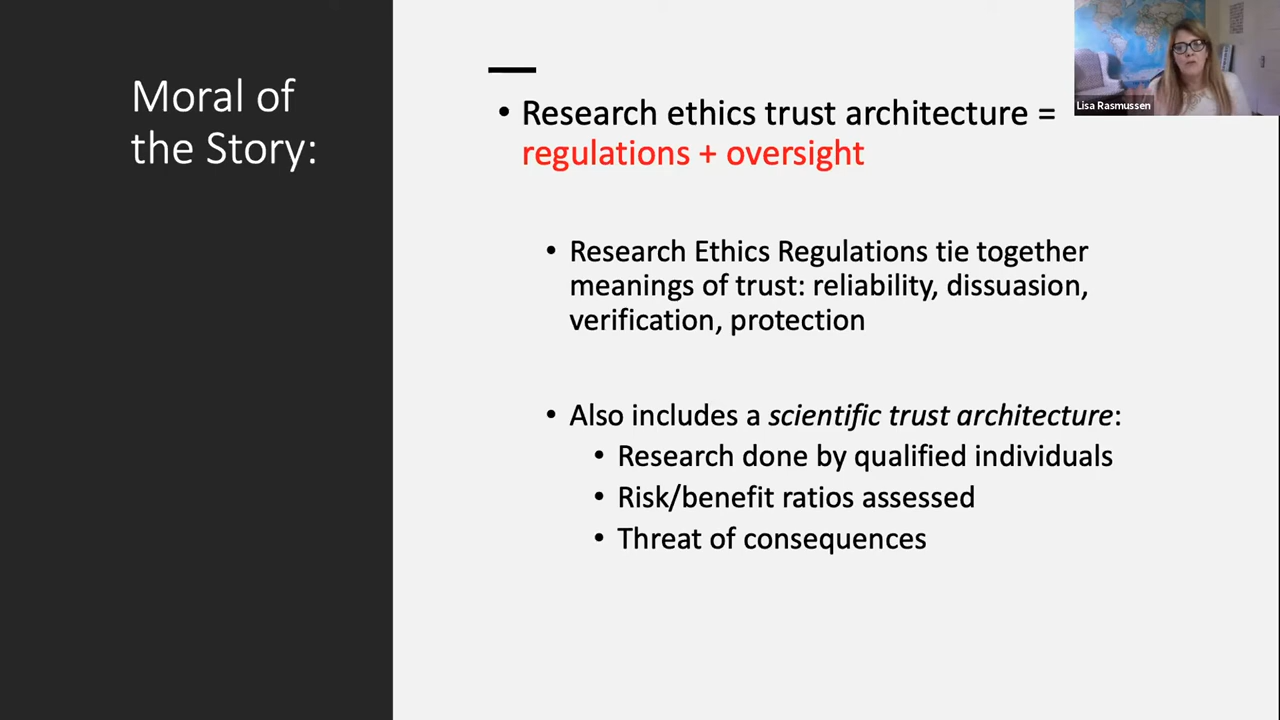 Moral of
the Story:
• Research ethics trust architecture =
regulations + oversight
• Research Ethics Regulations tie together
meanings of trust: reliability, dissuasion,
verification, protection
• Also includes a scientific trust architecture:
• Research done by qualified individuals
• Risk/benefit ratios assessed
• Threat of consequences
Lisa Rasmussen